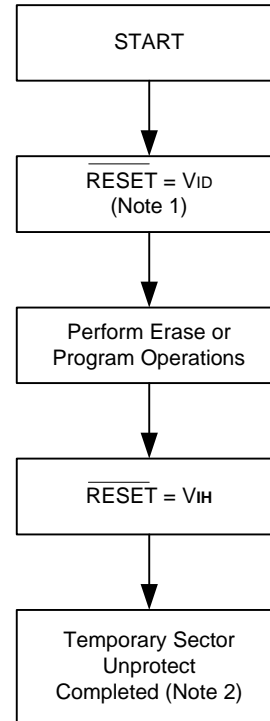 START
RESET = VID
(Note 1)
Perform Erase or
Program Operations
RESET = VIH
Temporary Sector
Unprotect
Completed (Note 2)